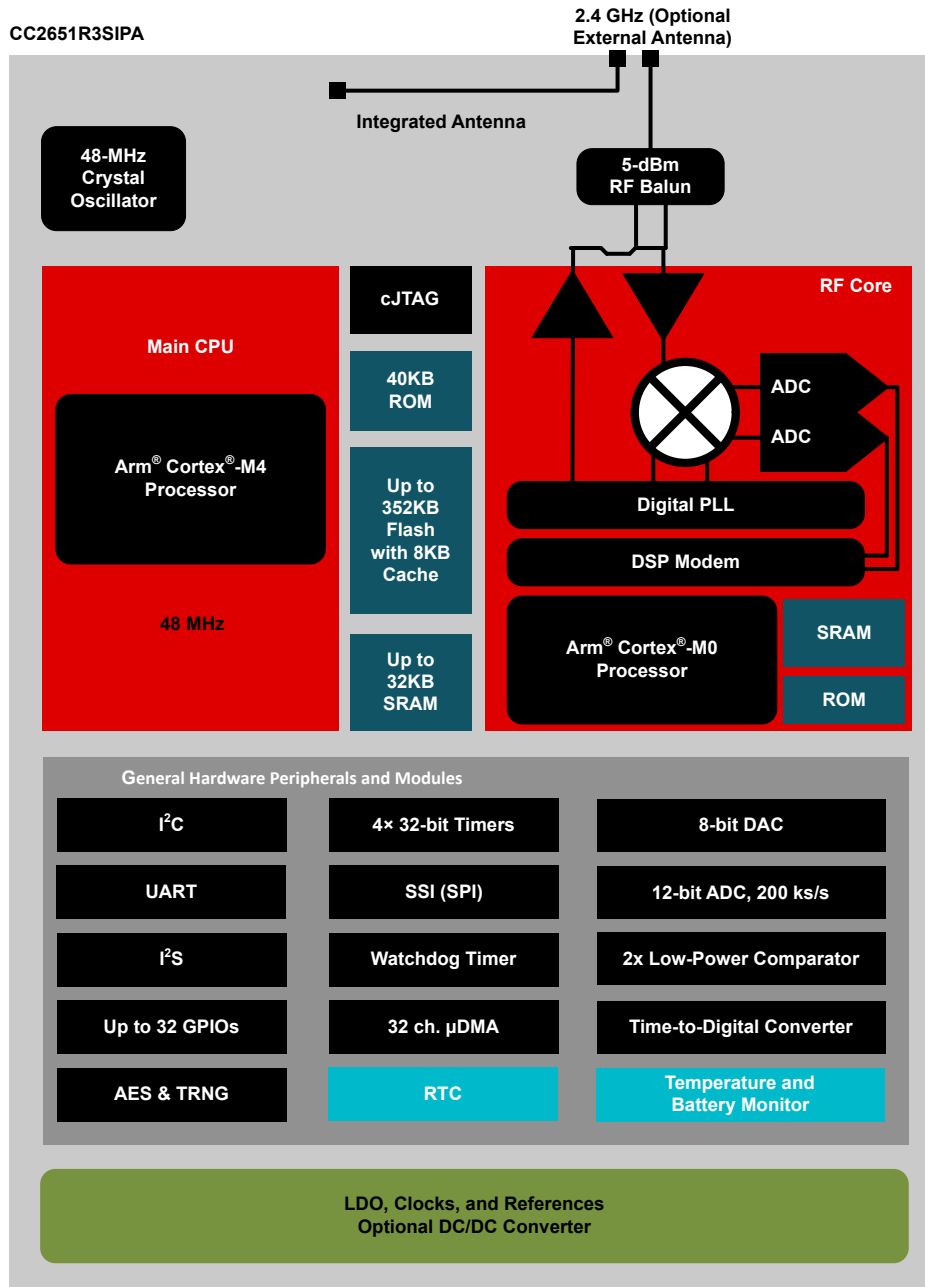 CC2651R3SIPA
2.4 GHz (Optional
External Antenna)
Integrated Antenna
48-MHz
Crystal
Oscillator
5-dBm
RF Balun
Main CPU
Arm® Cortex®-M4
Processor
48 MHz
cJTAG
40KB
ROM
Up to
352KB
Flash
with 8KB
Cache
Up to
32KB
SRAM
RF Core
ADC
ADC
Digital PLL
DSP Modem
Arm® Cortex®-M0
Processor
SRAM
ROM
General Hardware Peripherals and Modules
I²C
4× 32-bit Timers
8-bit DAC
UART
SSI (SPI)
12-bit ADC, 200 ks/s
I²S
Watchdog Timer
2x Low-Power Comparator
Up to 32 GPIOs
32 ch. µDMA
Time-to-Digital Converter
AES & TRNG
RTC
Temperature and
Battery Monitor
LDO, Clocks, and References
Optional DC/DC Converter